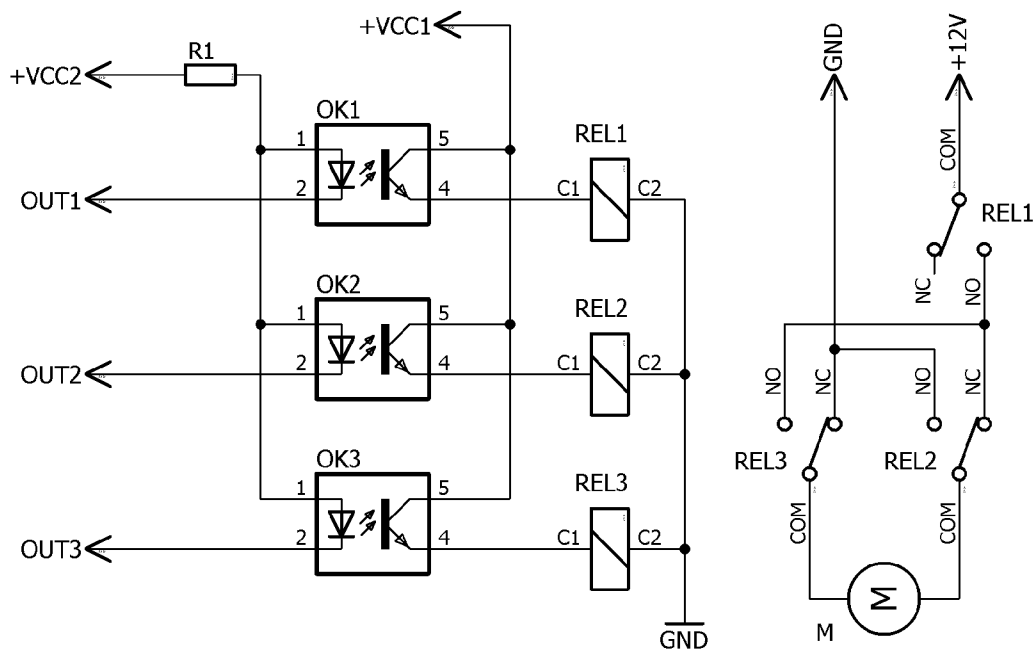 +VCC1
R1
+VCC2
OK1
1
5
OUT1
2
4
REL1
C1
C2
OK2
1
5
OUT2
2
4
REL2
C1
C2
OK3
1
5
OUT3
2
4
REL3
C1
C2
GND
GND
+12V
COM
REL1
NC
NO
NO
NC
NO
NC
REL3
REL2
COM
COM
M
M